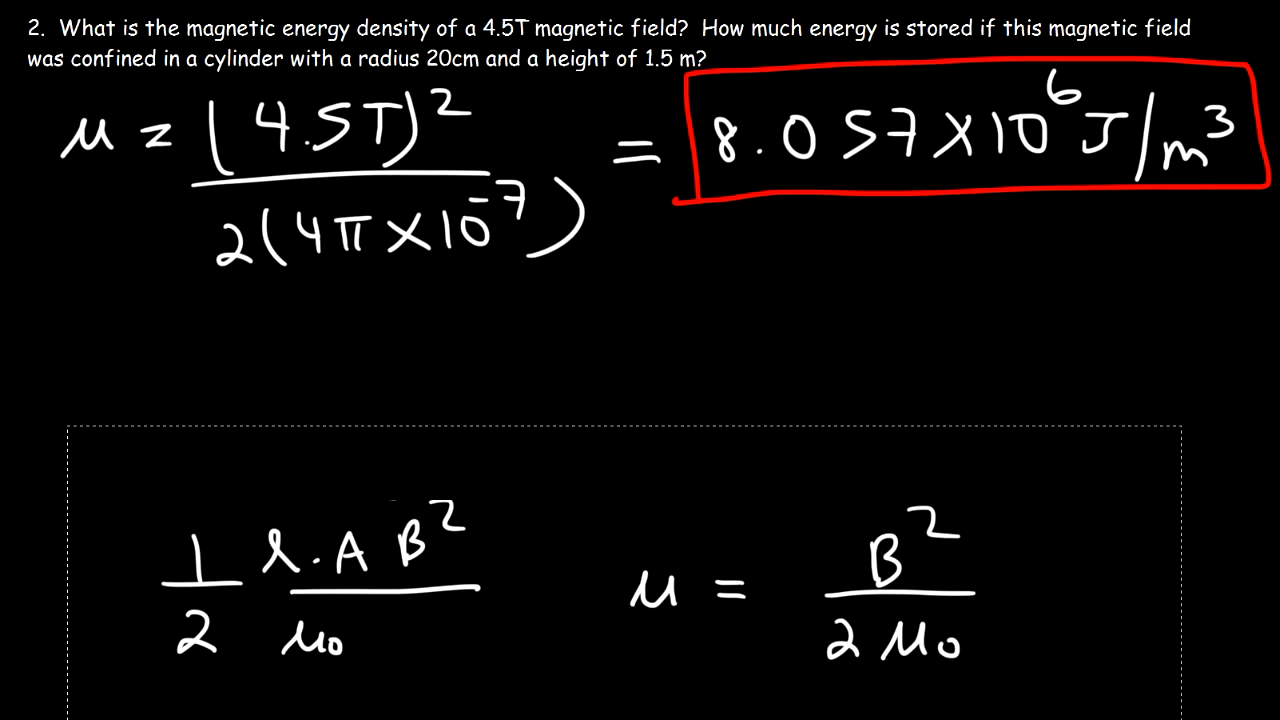 2. What is the magnetic energy density of a 4.5T magnetic field? How much energy is stored if this magnetic field
was confined in a cylinder with a radius 20cm and a height of 1.5 m?
μ = (4.5T)² / 2(4π×10⁻⁷) = 8.057×10⁶ J/m³
1/2 l·A B²/μ₀
μ = B²/2μ₀